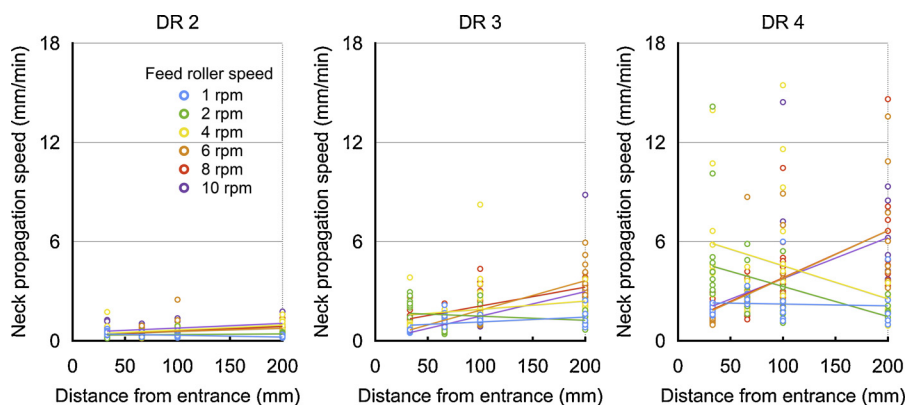 DR 2
DR 3
DR 4
Neck propagation speed (mm/min)
18
12
6
0
Feed roller speed
1 rpm
2 rpm
4 rpm
6 rpm
8 rpm
10 rpm
0 50 100 150 200
Distance from entrance (mm)
Neck propagation speed (mm/min)
18
12
6
0
0 50 100 150 200
Distance from entrance (mm)
Neck propagation speed (mm/min)
18
12
6
0
0 50 100 150 200
Distance from entrance (mm)